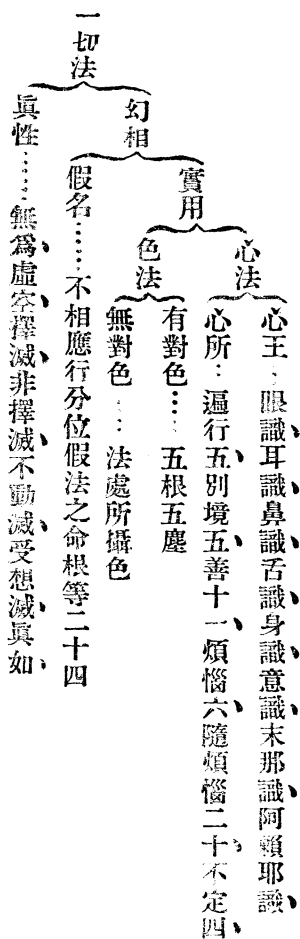 一切法
幻相
實用
心法
心王…眼識、耳識、鼻識、舌識、身識、意識、末那識、阿賴耶識、
心所…遍行五、別境五、善十一、煩惱六、隨煩惱二十、不定四、
色法
有對色……五根五塵
無對色……法處所攝色
假名……不相應行分位假法之命根等二十四
眞性……無爲虛空、擇滅、非擇滅、不動滅、受想滅、眞如、